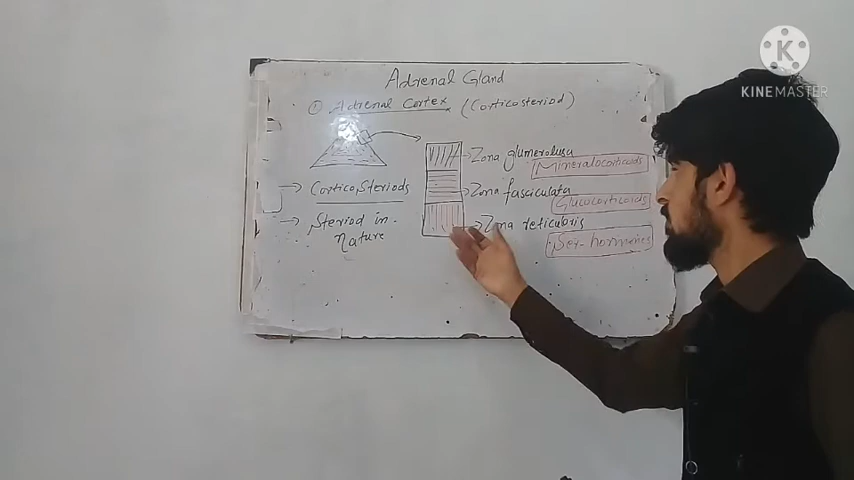 K
KINEMASTER
Adrenal Gland
① Adrenal Cortex (Corticosteriod)
Zona glumerolusa
Mineralocorticoids
→ Cortico,Steriods
Zona fasciculata
Glucocorticoids
→ Steriod in
nature
→ Zona reticularis
Sex-hormones